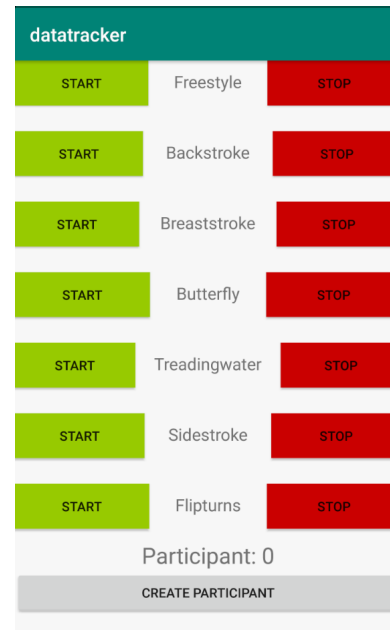 datatracker
START Freestyle STOP
START Backstroke STOP
START Breaststroke STOP
START Butterfly STOP
START Treadingwater STOP
START Sidestroke STOP
START Flipturns STOP
Participant: 0
CREATE PARTICIPANT